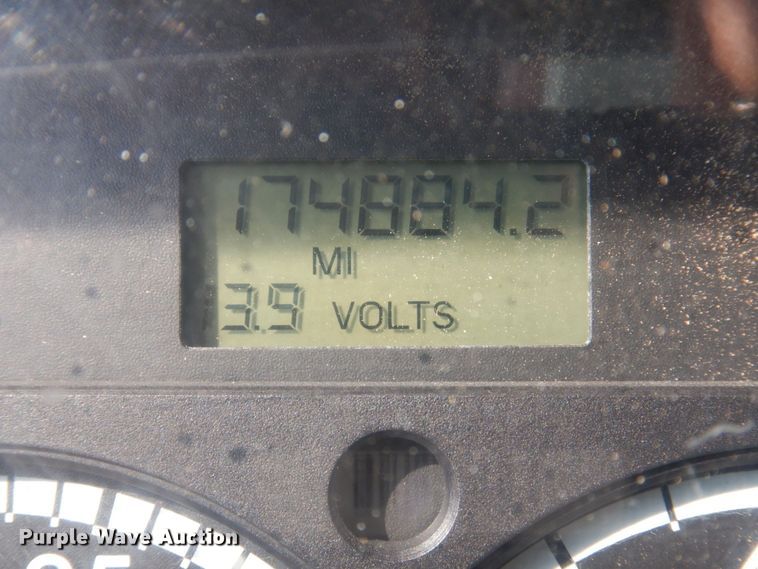 174884.2
MI
3.9 VOLTS
Purple Wave Auction